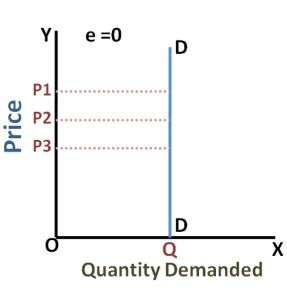 Y
e =0
D
P1
P2
P3
Price
D
O
Q
X
Quantity Demanded